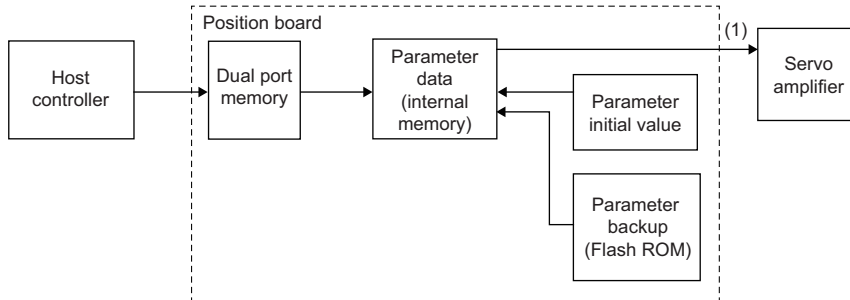 Position board
(1)
Host
controller
Dual port
memory
Parameter
data
(internal
memory)
Servo
amplifier
Parameter
initial value
Parameter
backup
(Flash ROM)